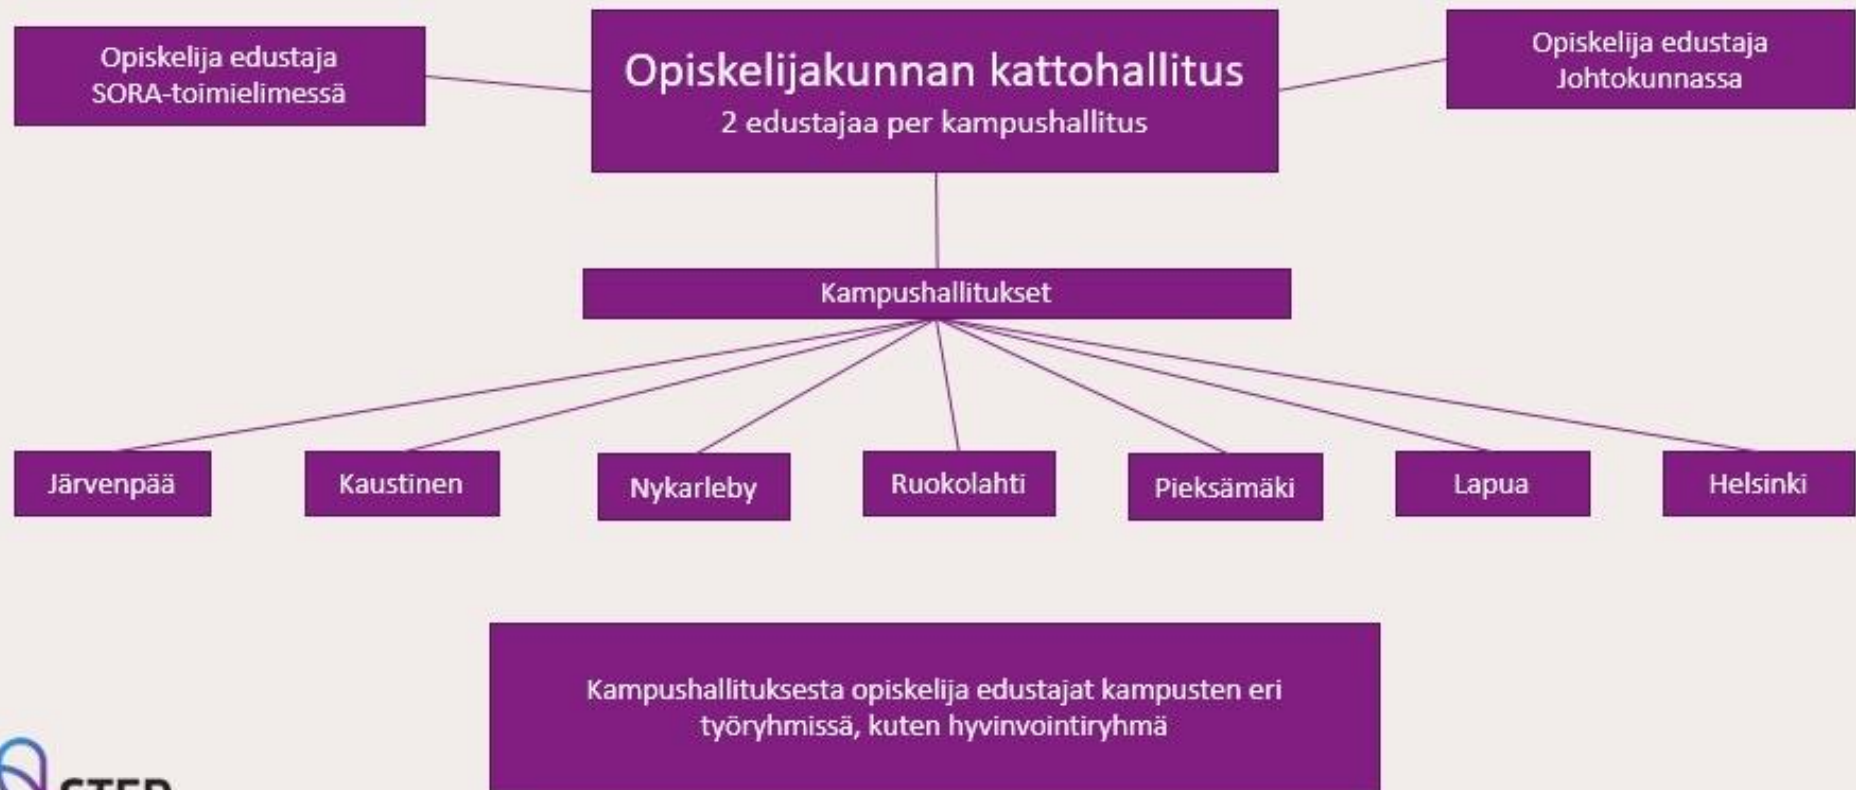 Opiskelija edustaja
SORA-toimielimessä
Opiskelijakunnan kattohallitus
2 edustajaa per kampushallitus
Opiskelija edustaja
Johtokunnassa
Kampushallitukset
Järvenpää
Kaustinen
Nykarleby
Ruokolahti
Pieksämäki
Lapua
Helsinki
Kampushallituksesta opiskelija edustajat kampusten eri
työryhmissä, kuten hyvinvointiryhmä
STEP